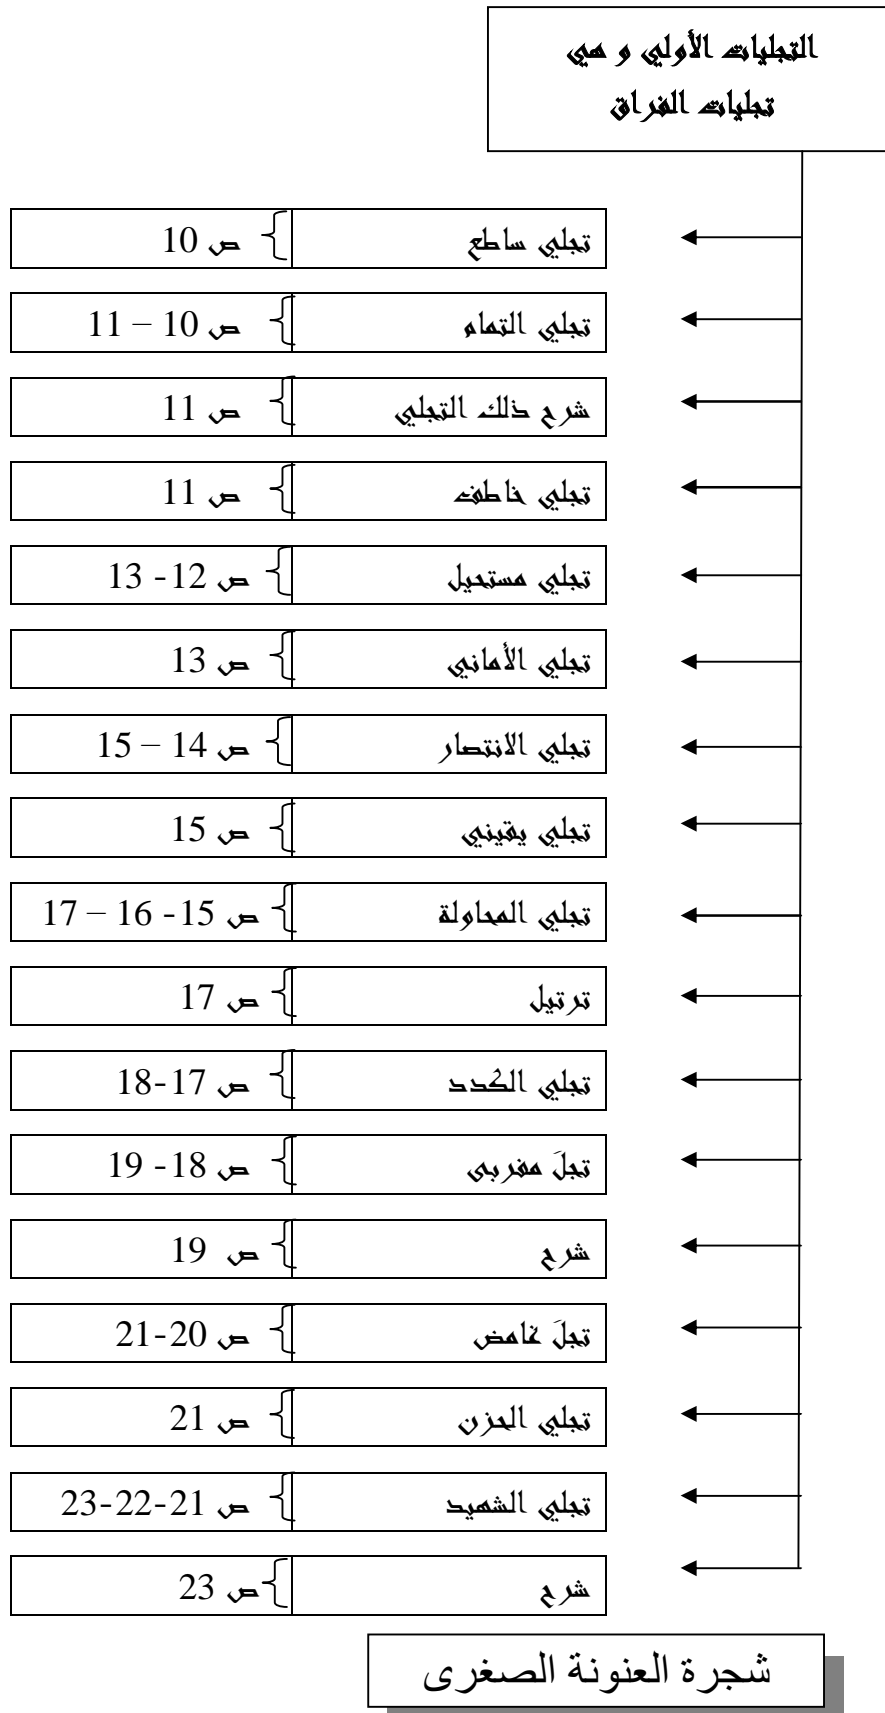 التجليات الأولي و هي
تجليات الفراق
تجلي ساطع ص 10
تجلي التمام ص 10 – 11
شرح ذلك التجلي ص 11
تجلي خاطف ص 11
تجلي مستحيل ص 12- 13
تجلي الأماني ص 13
تجلي الانتصار ص 14 – 15
تجلي يقيني ص 15
تجلي المحاولة ص 15- 16 – 17
ترتيل ص 17
تجلي الكدد ص 17-18
تجلَ مغربى ص 18- 19
شرح ص 19
تجلَ غامض ص 20-21
تجلي الحزن ص 21
تجلي الشهيد ص 21-22-23
شرح ص 23
شجرة العنونة الصغرى